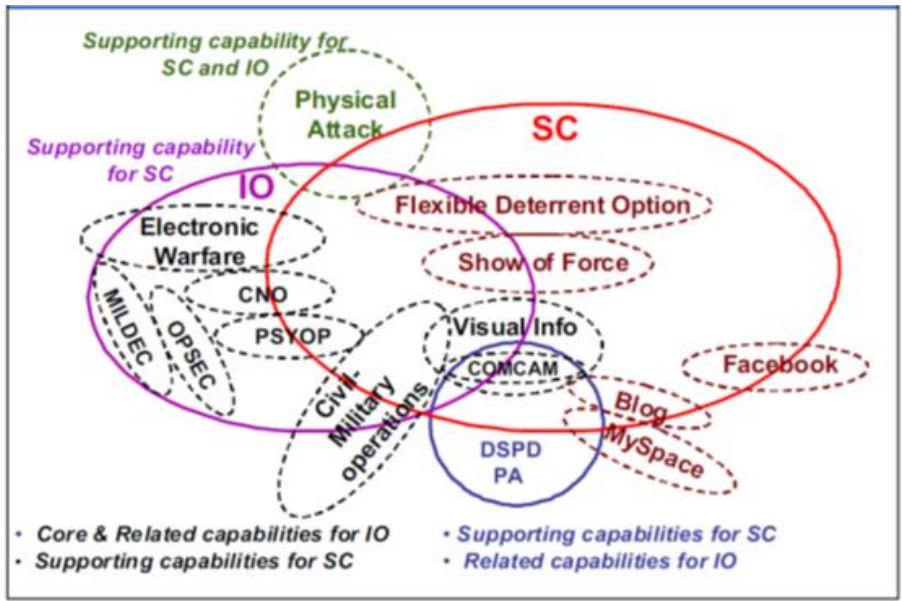 Supporting capability for
SC and IO
Physical
Attack
SC
Supporting capability
for SC
IO
Flexible Deterrent Option
Electronic
Warfare
Show of Force
CNO
MILDEC
OPSEC
PSYOP
Visual Info
COMCAM
Facebook
Civil-
Military
operations
Blog
MySpace
DSPD
PA
• Core & Related capabilities for IO
• Supporting capabilities for SC
• Supporting capabilities for SC
• Related capabilities for IO